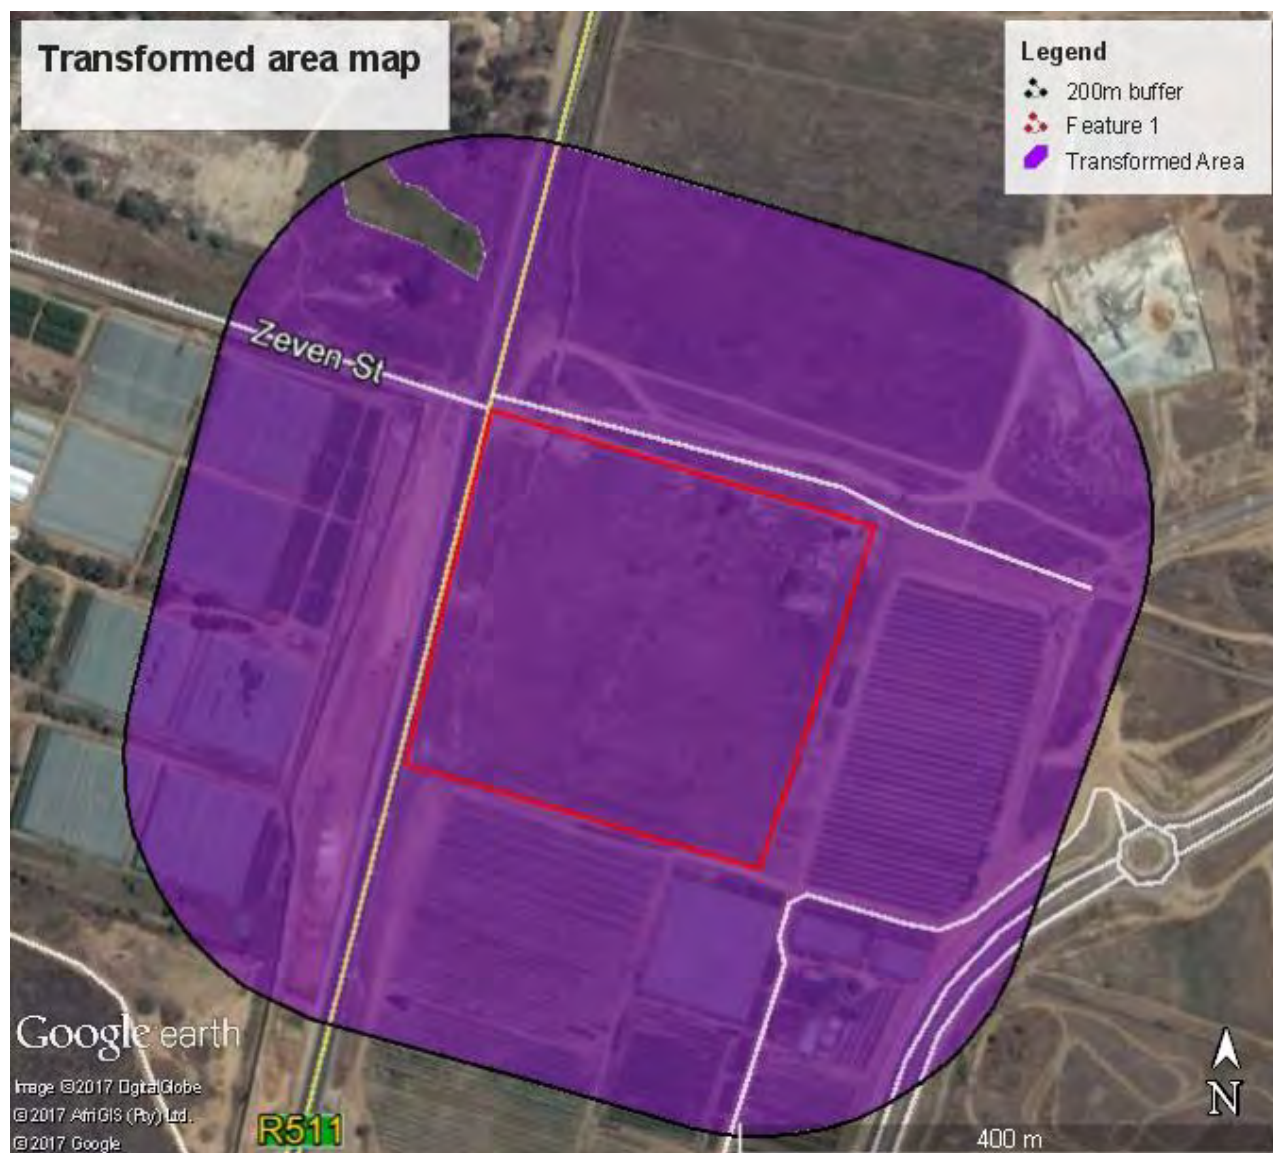 Transformed area map
Legend
200m buffer
Feature 1
Transformed Area
Zeven St
Google earth
Image ©2017 DigitalGlobe
©2017 AfriGIS (Pty) Ltd.
©2017 Google
R511
400 m
N